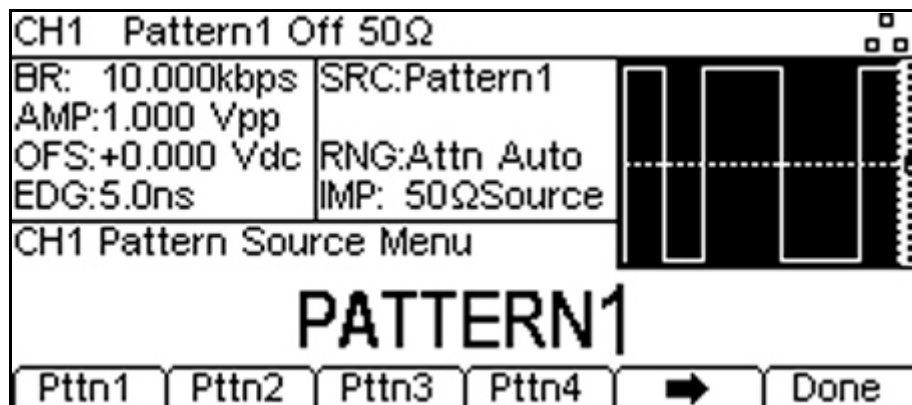 CH1 Pattern1 Off 50Ω
BR: 10.000kbps
AMP:1.000 Vpp
OFS:+0.000 Vdc
EDG:5.0ns
SRC:Pattern1
RNG:Attn Auto
IMP: 50ΩSource
CH1 Pattern Source Menu
PATTERN1
Pttn1 Pttn2 Pttn3 Pttn4 ➡ Done